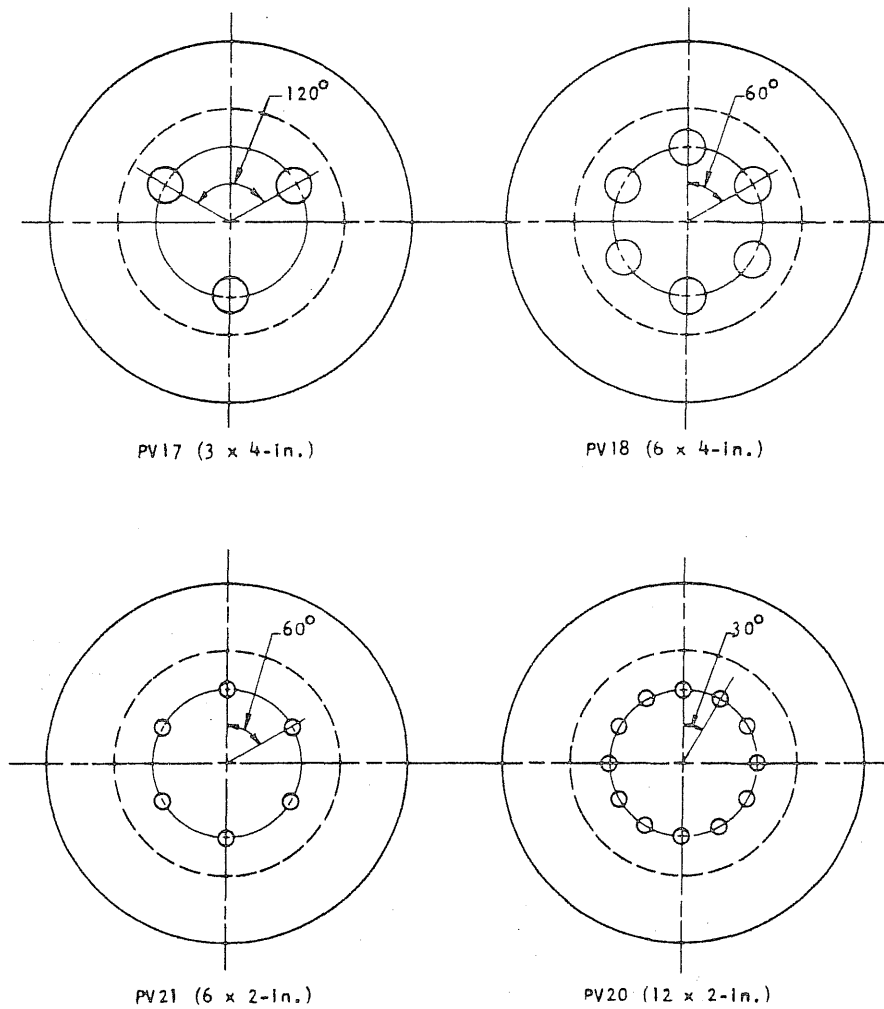 120°
60°
PV17 (3 x 4-in.)
PV18 (6 x 4-in.)
60°
30°
PV21 (6 x 2-in.)
PV20 (12 x 2-in.)